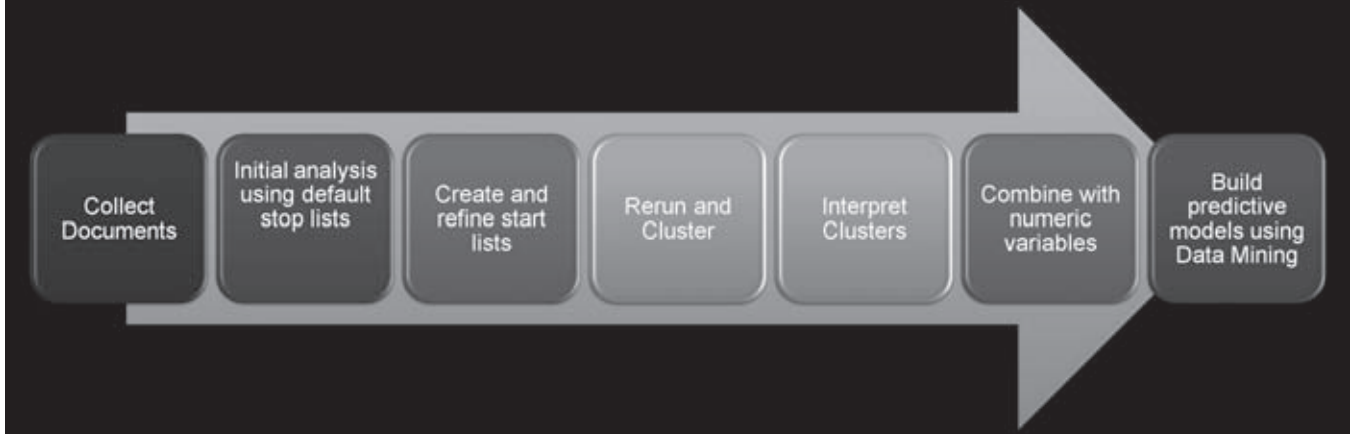 Collect
Documents
Initial analysis
using default
stop lists
Create and
refine start
lists
Rerun and
Cluster
Interpret
Clusters
Combine with
numeric
variables
Build
predictive
models using
Data Mining